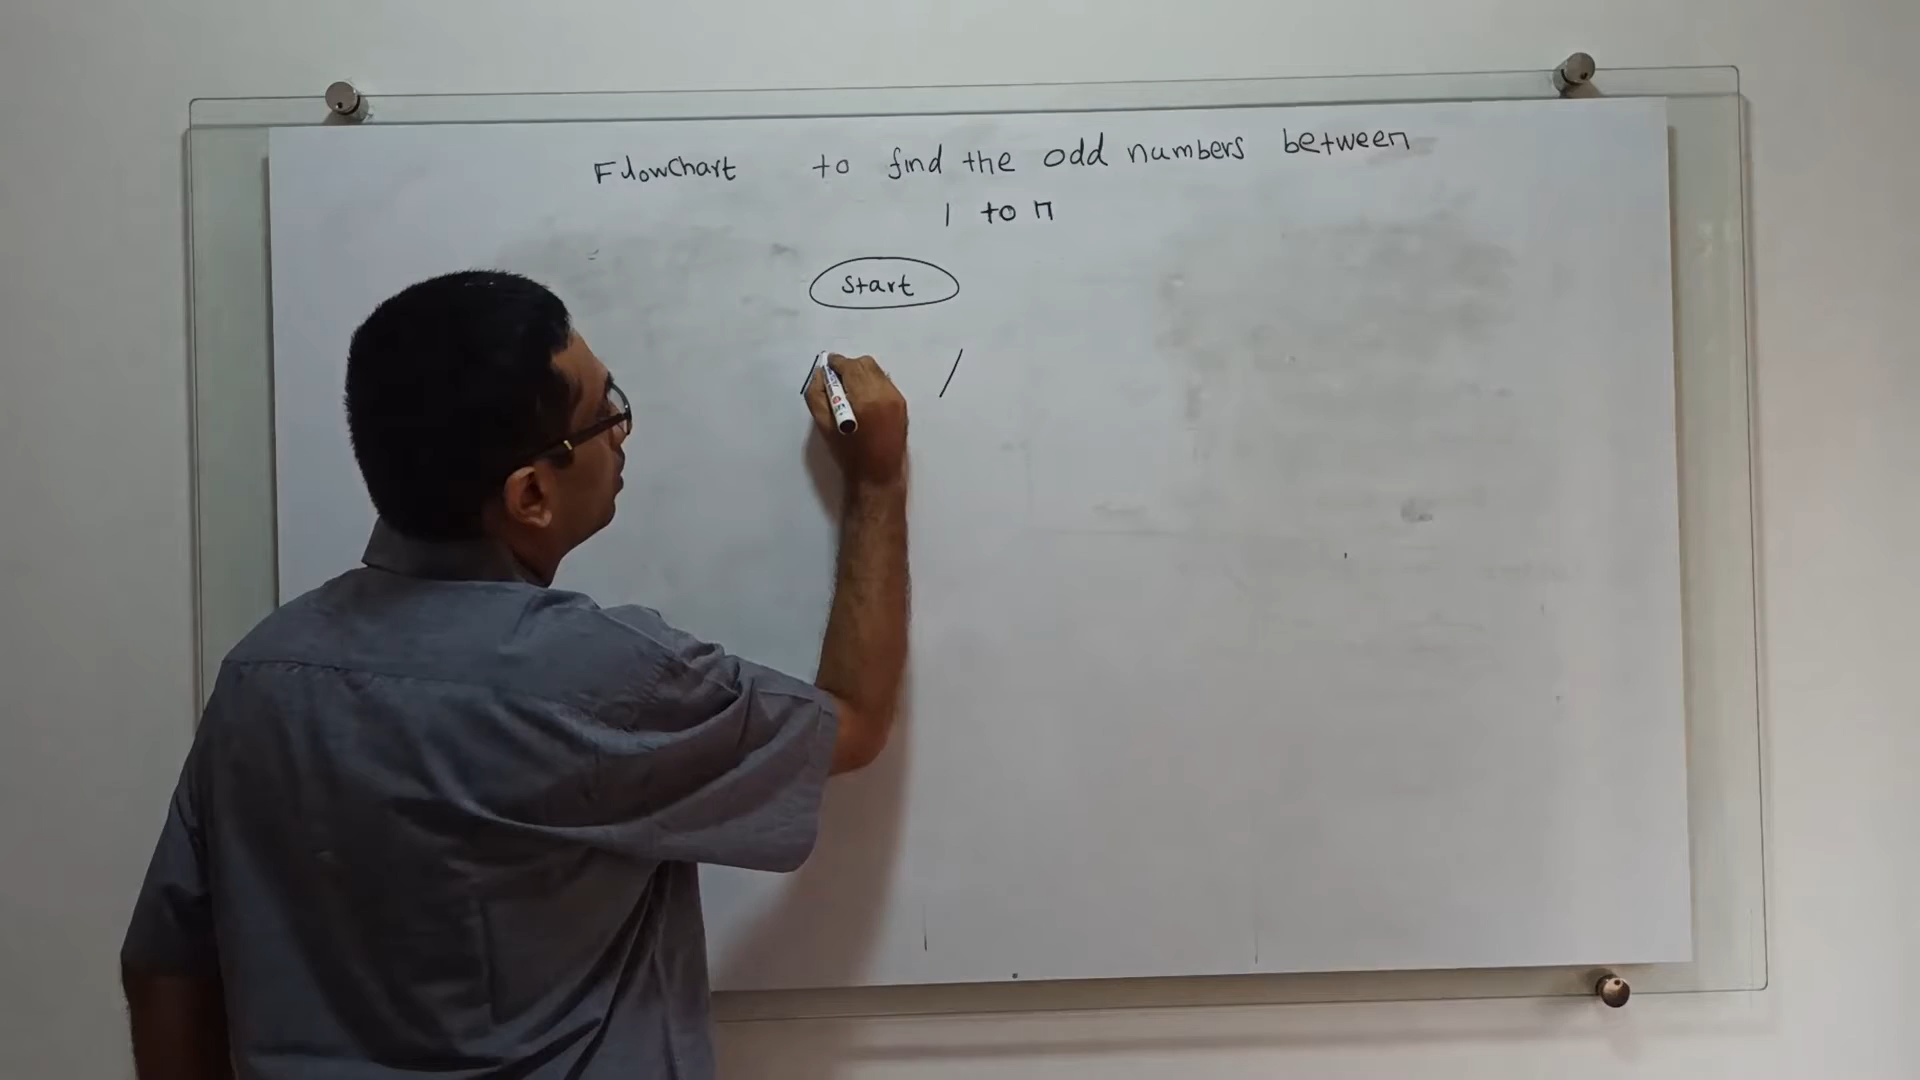 Flowchart to find the odd numbers between
1 to n
Start